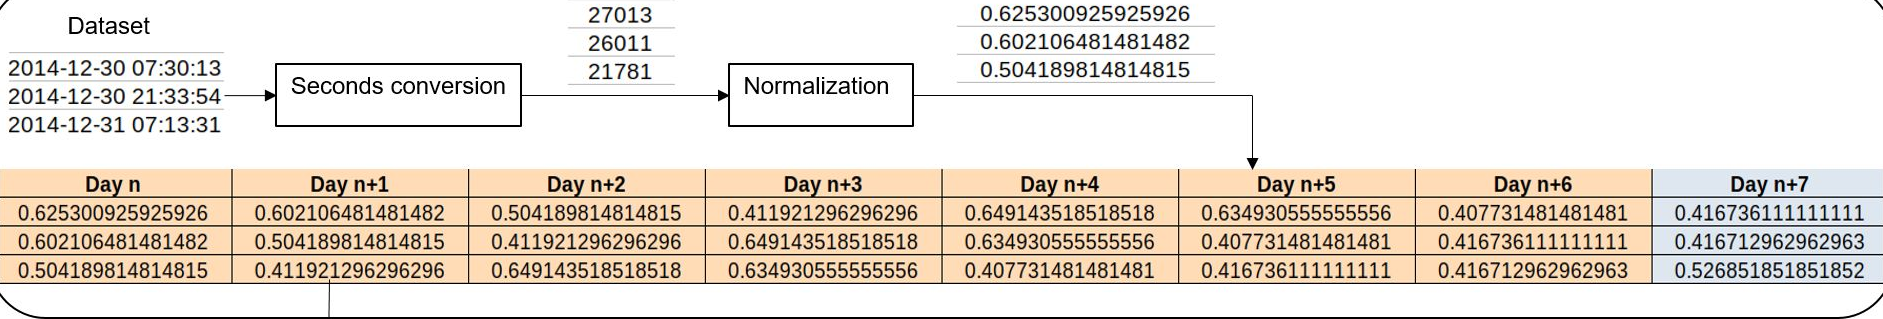 Dataset
2014-12-30 07:30:13
2014-12-30 21:33:54
2014-12-31 07:13:31
Seconds conversion
27013
26011
21781
Normalization
0.625300925925926
0.602106481481482
0.504189814814815
Day n Day n+1 Day n+2 Day n+3 Day n+4 Day n+5 Day n+6 Day n+7
0.625300925925926 0.602106481481482 0.504189814814815 0.411921296296296 0.649143518518518 0.634930555555556 0.407731481481481 0.416736111111111
0.602106481481482 0.504189814814815 0.411921296296296 0.649143518518518 0.634930555555556 0.407731481481481 0.416736111111111 0.416712962962963
0.504189814814815 0.411921296296296 0.649143518518518 0.634930555555556 0.407731481481481 0.416736111111111 0.416712962962963 0.526851851851852